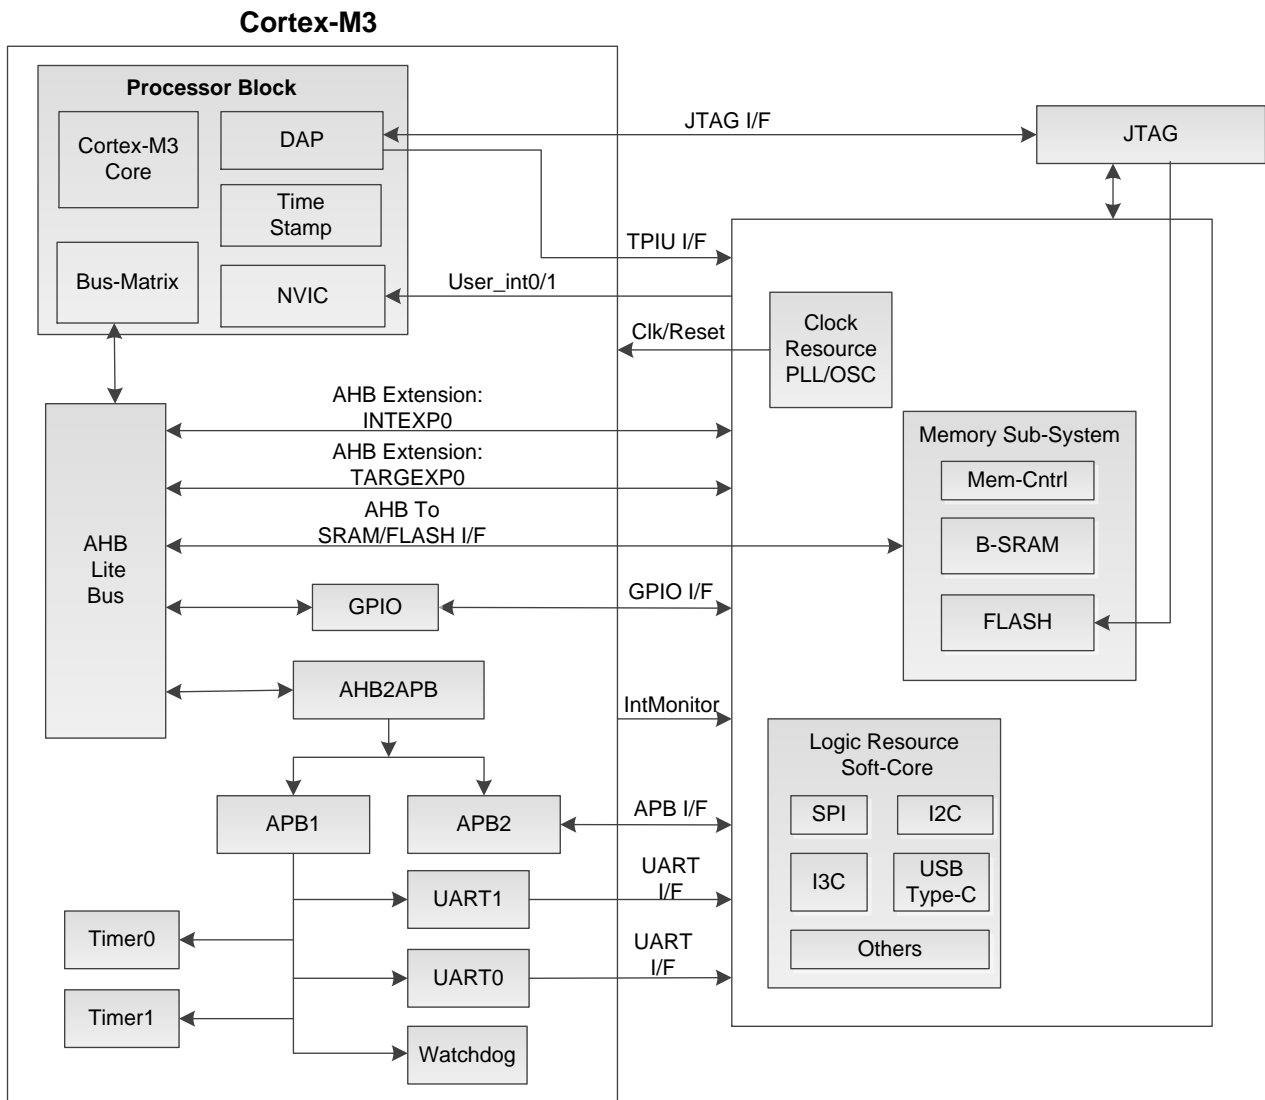 Cortex-M3
Processor Block
Cortex-M3
Core
DAP
Time
Stamp
Bus-Matrix
NVIC
JTAG I/F
JTAG
TPIU I/F
User_int0/1
Clk/Reset
Clock
Resource
PLL/OSC
AHB Extension:
INTEXP0
AHB Extension:
TARGEXP0
AHB To
SRAM/FLASH I/F
AHB
Lite
Bus
Memory Sub-System
Mem-Cntrl
B-SRAM
FLASH
GPIO
GPIO I/F
AHB2APB
IntMonitor
APB1
APB2
APB I/F
Logic Resource
Soft-Core
SPI
I2C
I3C
USB
Type-C
Others
UART1
UART
I/F
Timer0
UART0
UART
I/F
Timer1
Watchdog